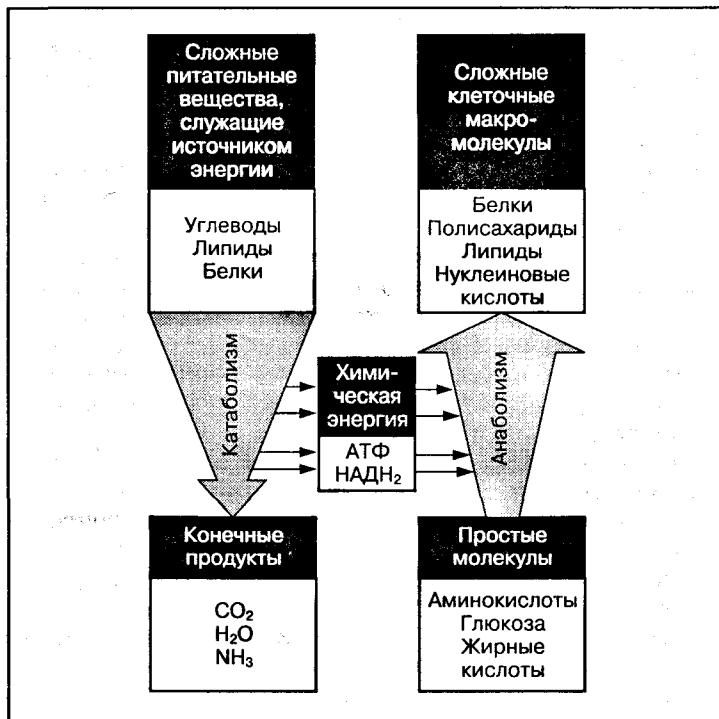 Сложные
питательные
вещества,
служащие
источником
энергии
Углеводы
Липиды
Белки
Катаболизм
Конечные
продукты
CO₂
H₂O
NH₃
Хими-
ческая
энергия
АТФ
НАДН₂
Сложные
клеточные
макро-
молекулы
Белки
Полисахариды
Липиды
Нуклеиновые
кислоты
Анаболизм
Простые
молекулы
Аминокислоты
Глюкоза
Жирные
кислоты